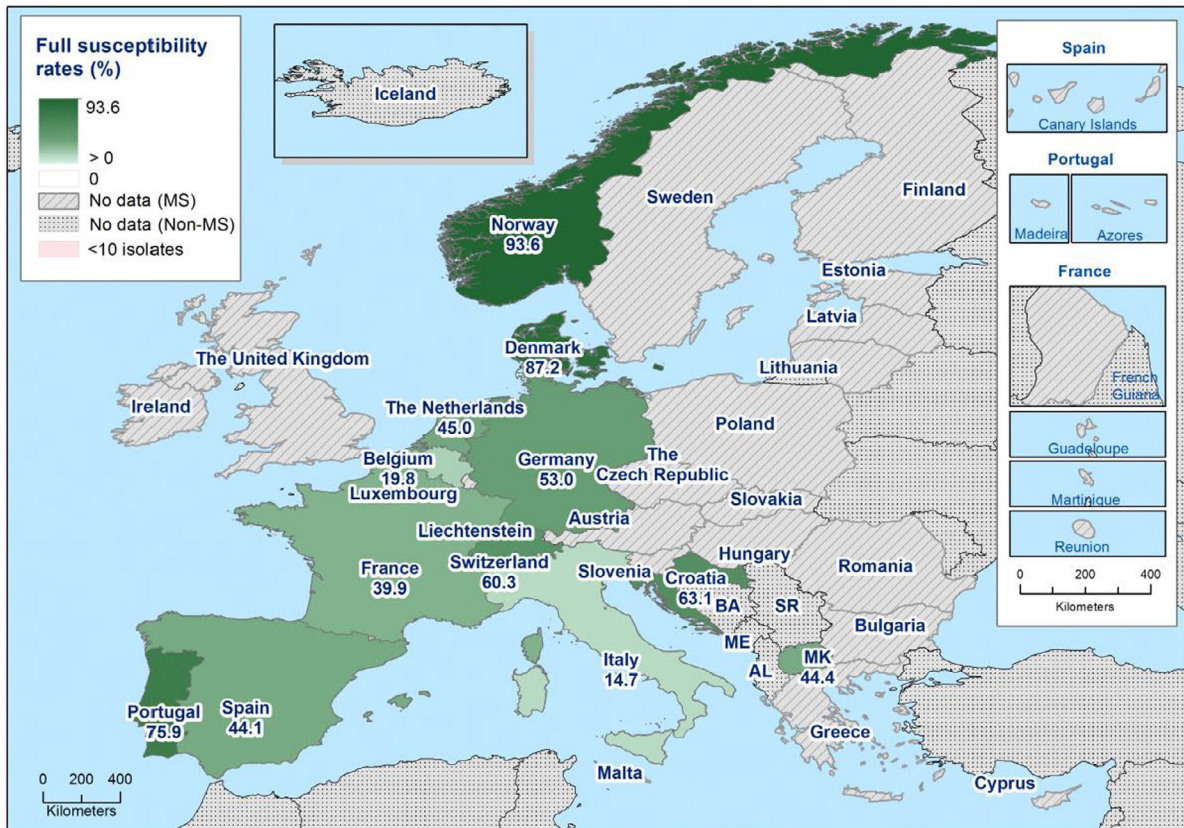 Full susceptibility
rates (%)
93.6
> 0
0
No data (MS)
No data (Non-MS)
<10 isolates
Iceland
Norway
93.6
Sweden
Finland
Estonia
Latvia
Lithuania
Denmark
87.2
The United Kingdom
Ireland
The Netherlands
45.0
Belgium
19.8
Luxembourg
Germany
53.0
Poland
The
Czech Republic
Slovakia
Austria
Liechtenstein
Switzerland
60.3
France
39.9
Hungary
Slovenia
Croatia
63.1
Romania
BA
SR
Bulgaria
ME
MK
44.4
AL
Italy
14.7
Portugal
75.9
Spain
44.1
Greece
Malta
Cyprus
0 200 400
Kilometers
Spain
Canary Islands
Portugal
Madeira
Azores
France
French
Guiana
Guadeloupe
Martinique
Reunion
0 200 400
Kilometers